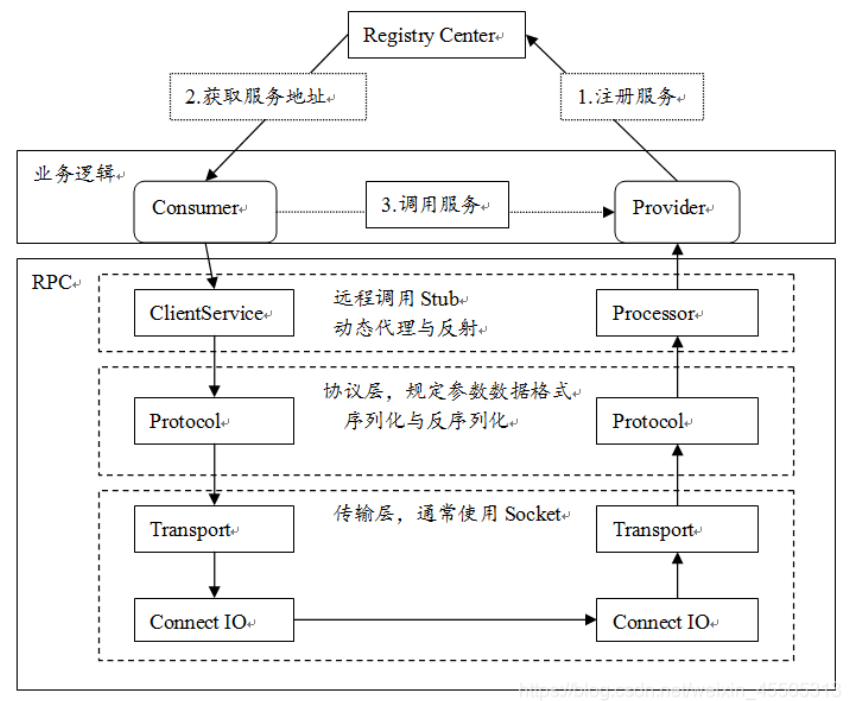 Registry Center
2.获取服务地址
1.注册服务
业务逻辑
Consumer
3.调用服务
Provider
RPC
ClientService
远程调用 Stub
动态代理与反射
Processor
Protocol
协议层，规定参数数据格式
序列化与反序列化
Protocol
Transport
传输层，通常使用 Socket
Transport
Connect IO
Connect IO
https://blog.csdn.net/weixin_45505313